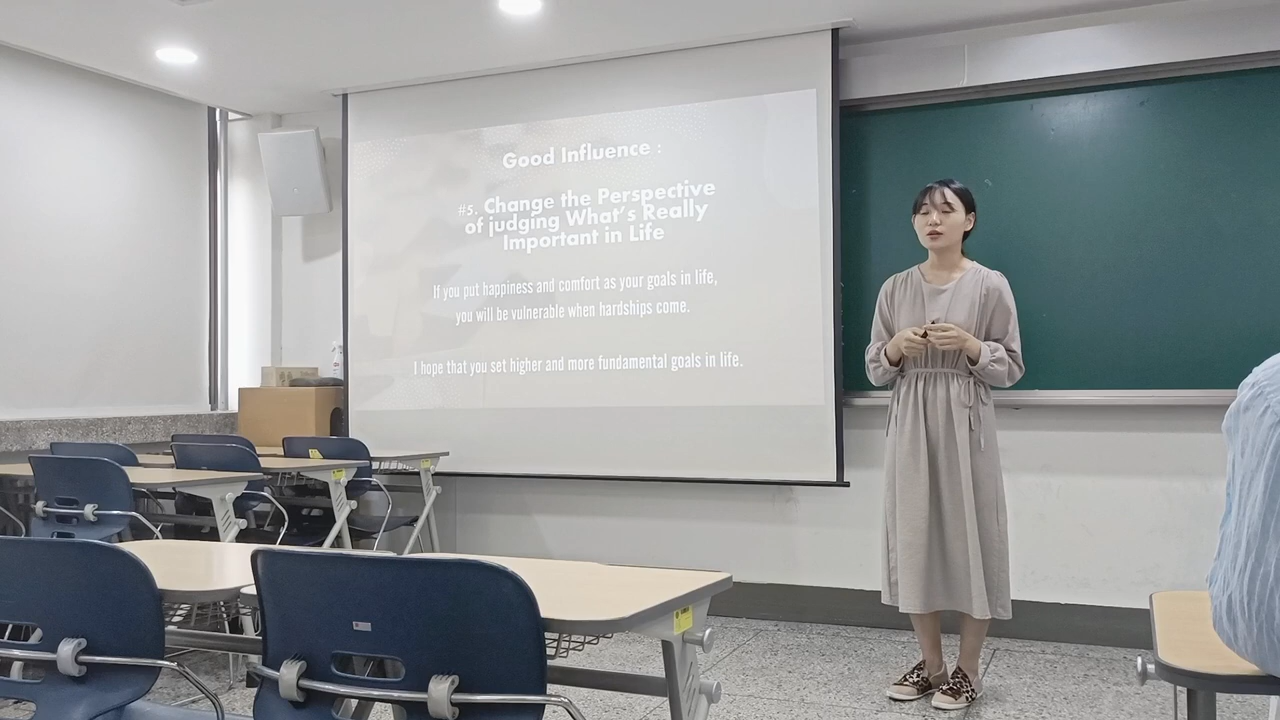 Good Influence :
#5. Change the Perspective
of judging What's Really
Important in Life
If you put happiness and comfort as your goals in life,
you will be vulnerable when hardships come.
I hope that you set higher and more fundamental goals in life.